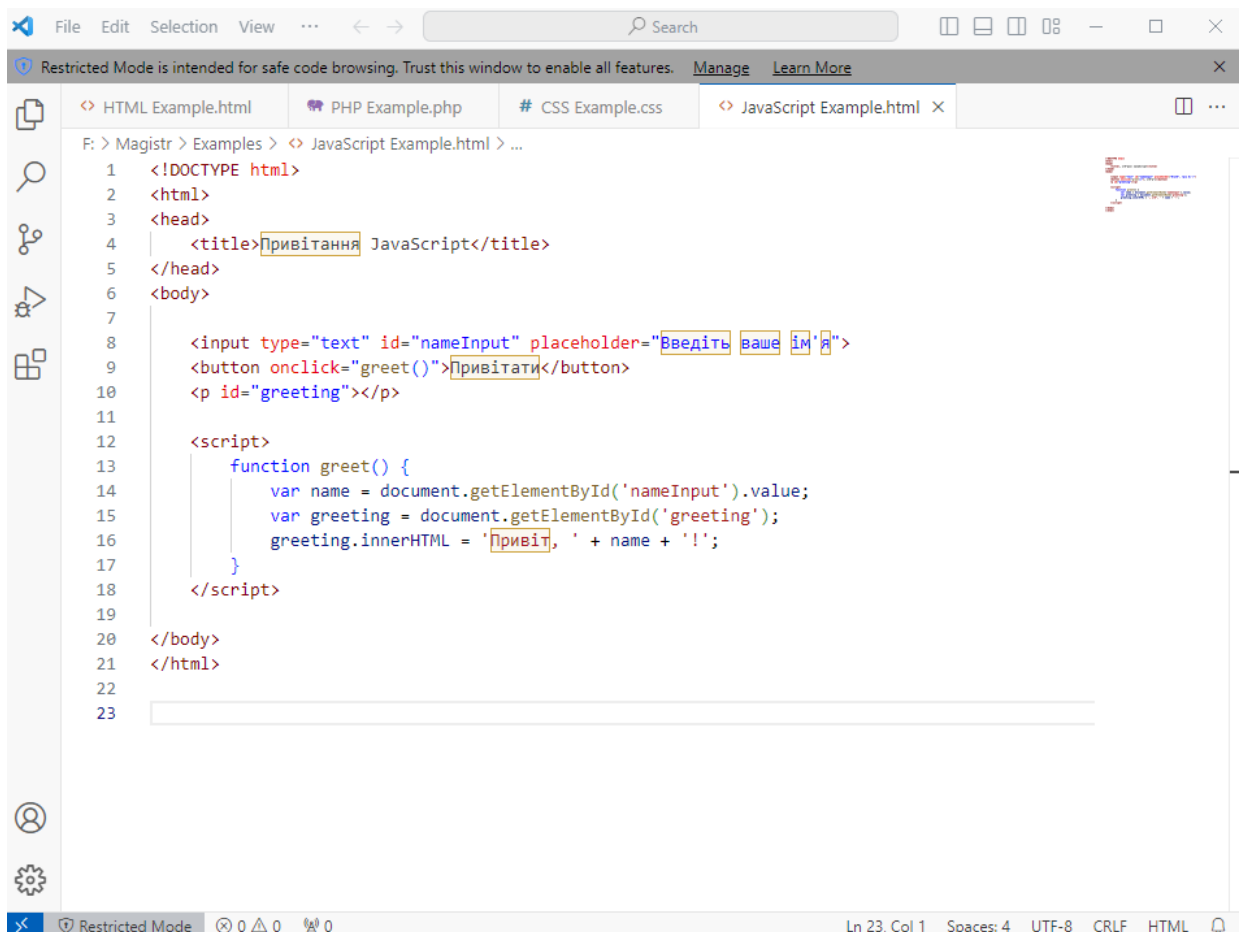 File Edit Selection View ··· Search
Restricted Mode is intended for safe code browsing. Trust this window to enable all features. Manage Learn More
HTML Example.html PHP Example.php # CSS Example.css JavaScript Example.html
F: > Magistr > Examples > JavaScript Example.html > ...
1 <!DOCTYPE html>
2 <html>
3 <head>
4 <title>Привітання JavaScript</title>
5 </head>
6 <body>
7
8 <input type="text" id="nameInput" placeholder="Введіть ваше ім'я">
9 <button onclick="greet()">Привітати</button>
10 <p id="greeting"></p>
11
12 <script>
13 function greet() {
14 var name = document.getElementById('nameInput').value;
15 var greeting = document.getElementById('greeting');
16 greeting.innerHTML = 'Привіт, ' + name + '!';
17 }
18 </script>
19
20 </body>
21 </html>
22
23
Restricted Mode 0 0 0 Ln 23, Col 1 Spaces: 4 UTF-8 CRLF HTML